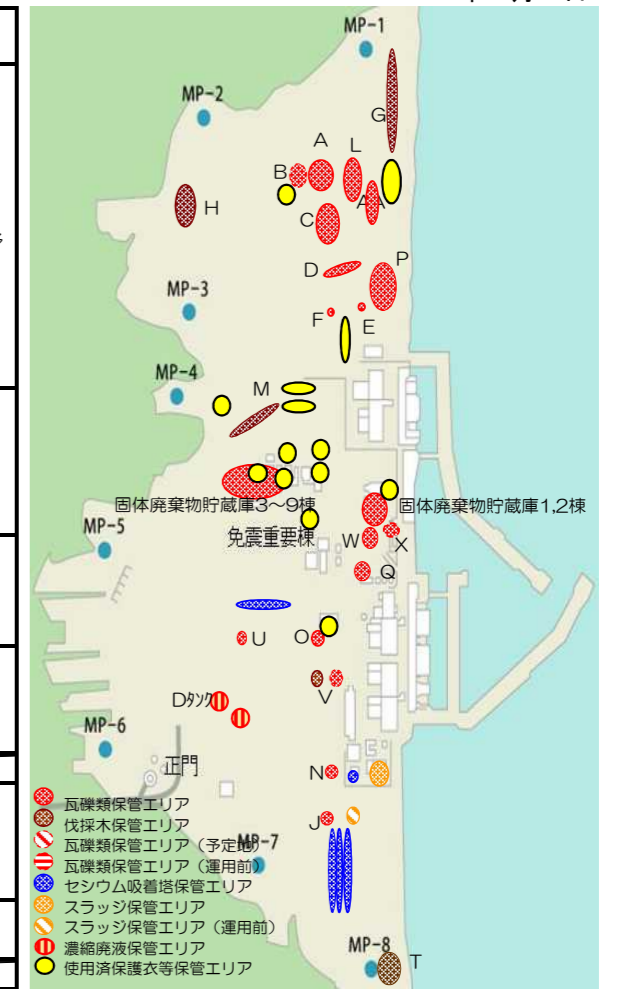 MP-1
MP-2
G
A
L
B
AA
H
C
P
D
MP-3
F
E
MP-4
M
固体廃棄物貯蔵庫3〜9棟
固体廃棄物貯蔵庫1,2棟
MP-5
免震重要棟
W
X
Q
U
O
V
Dタンク
MP-6
正門
N
J
瓦礫類保管エリア
伐採木保管エリア
瓦礫類保管エリア（予定地）
MP-7
瓦礫類保管エリア（運用前）
セシウム吸着塔保管エリア
スラッジ保管エリア
スラッジ保管エリア（運用前）
濃縮廃液保管エリア
MP-8
使用済保護衣等保管エリア
T